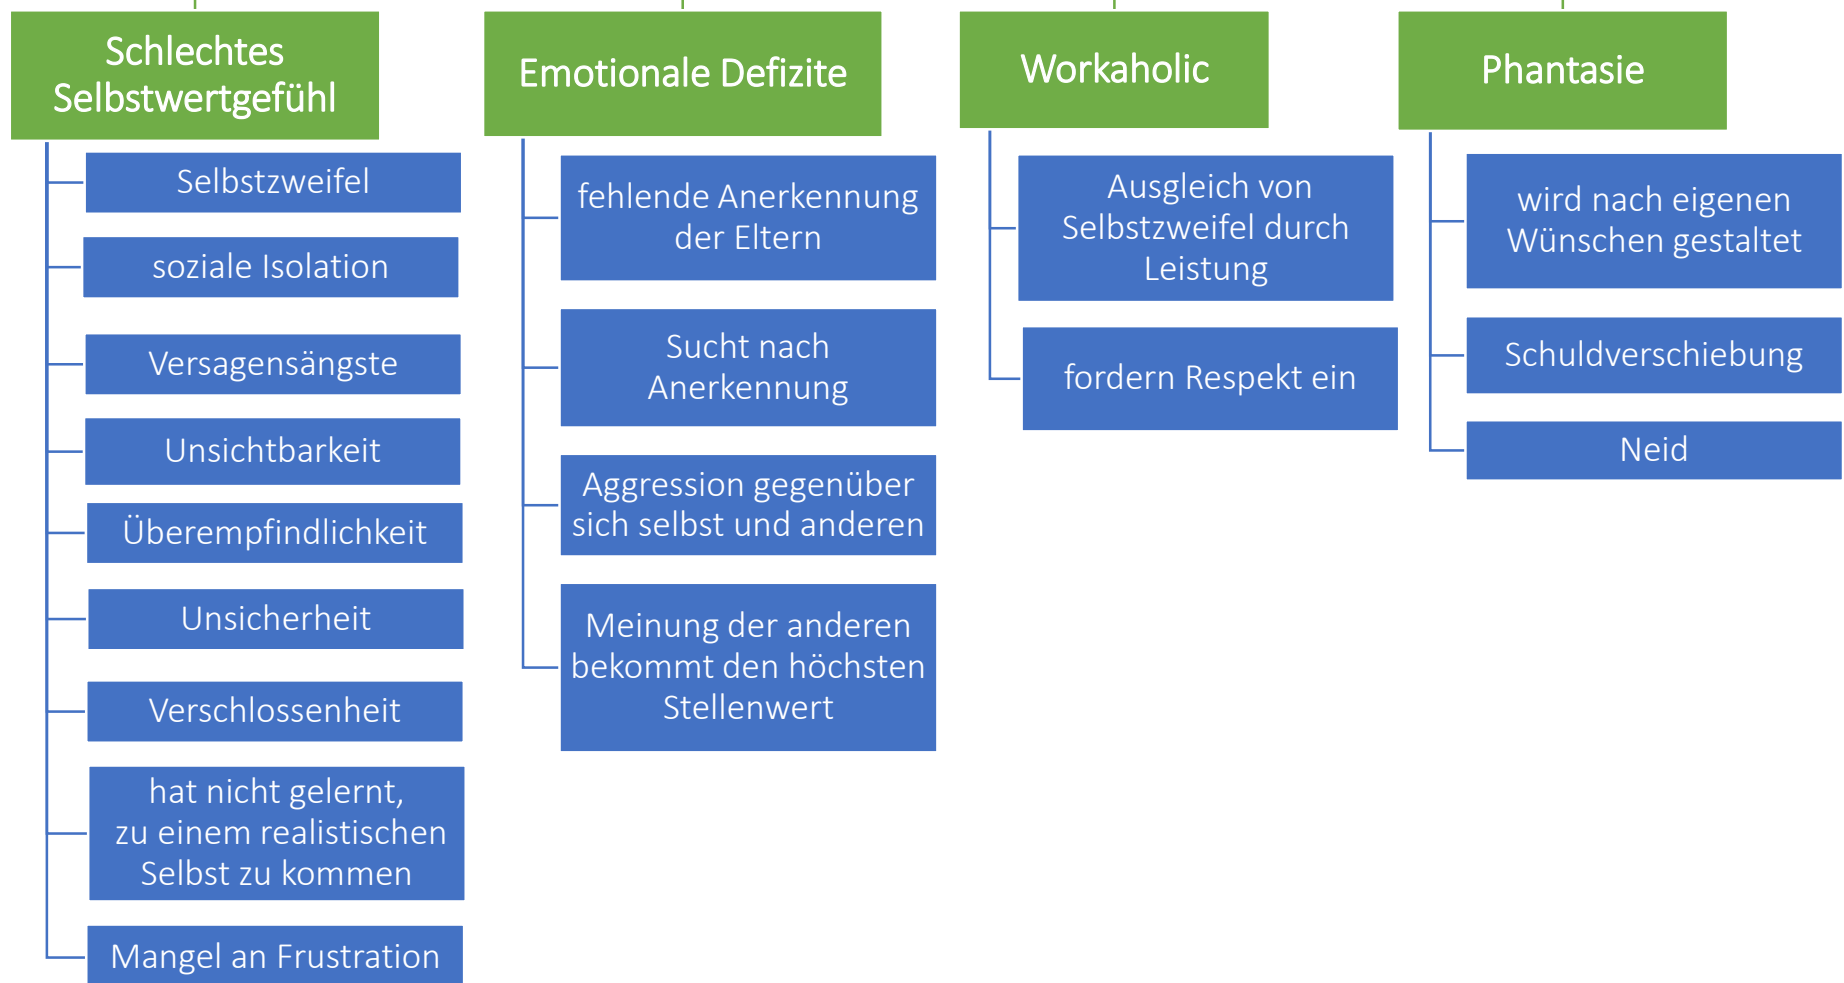 Schlechtes
Selbstwertgefühl
Selbstzweifel
soziale Isolation
Versagensängste
Unsichtbarkeit
Überempfindlichkeit
Unsicherheit
Verschlossenheit
hat nicht gelernt,
zu einem realistischen
Selbst zu kommen
Mangel an Frustration
Emotionale Defizite
fehlende Anerkennung
der Eltern
Sucht nach
Anerkennung
Aggression gegenüber
sich selbst und anderen
Meinung der anderen
bekommt den höchsten
Stellenwert
Workaholic
Ausgleich von
Selbstzweifel durch
Leistung
fordern Respekt ein
Phantasie
wird nach eigenen
Wünschen gestaltet
Schuldverschiebung
Neid